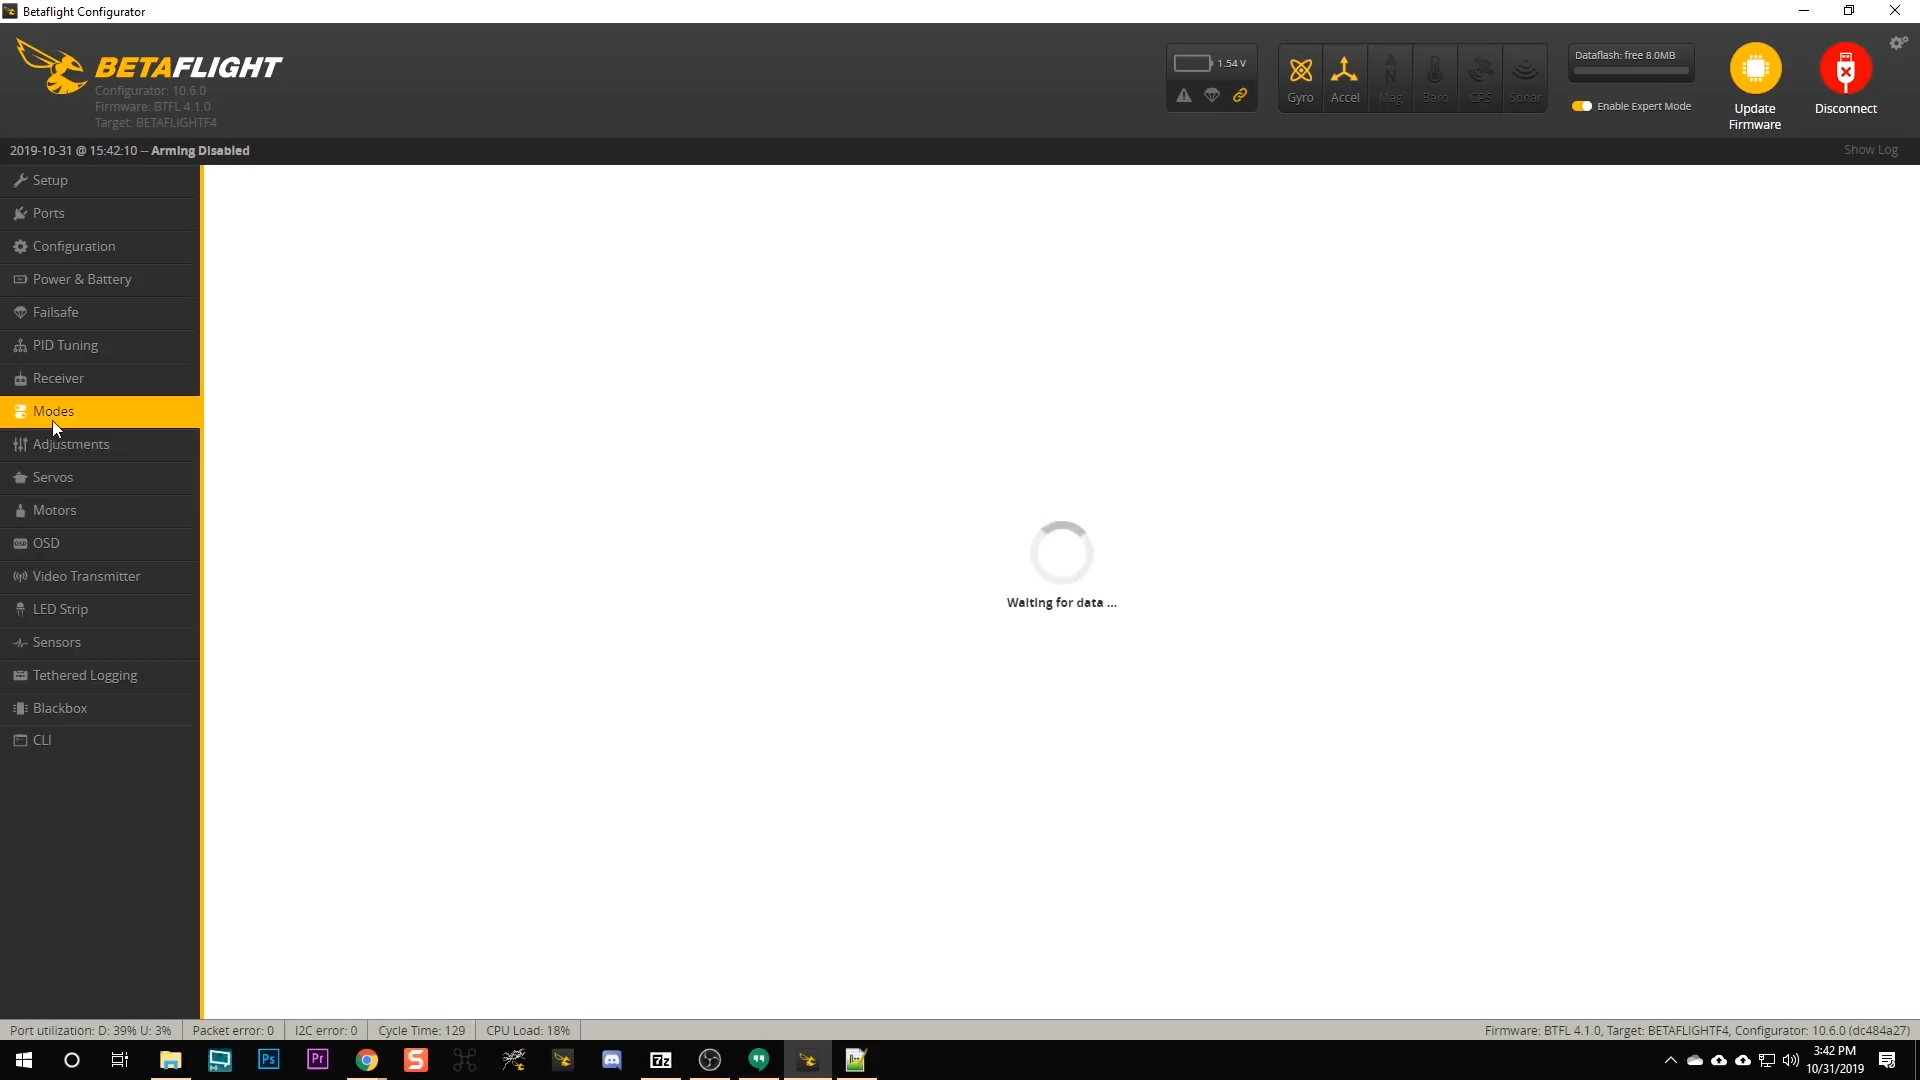 Betaflight Configurator
BETAFLIGHT
Configurator: 10.6.0
Firmware: BTFL 4.1.0
Target: BETAFLIGHTF4
1.54 V
Gyro
Accel
Mag
Baro
GPS
Sonar
Dataflash: free 8.0MB
Enable Expert Mode
Update
Firmware
Disconnect
2019-10-31 @ 15:42:10 -- Arming Disabled
Show Log
Setup
Ports
Configuration
Power & Battery
Failsafe
PID Tuning
Receiver
Modes
Adjustments
Servos
Motors
OSD
Video Transmitter
LED Strip
Sensors
Tethered Logging
Blackbox
CLI
Waiting for data ...
Port utilization: D: 39% U: 3%
Packet error: 0
I2C error: 0
Cycle Time: 129
CPU Load: 18%
Firmware: BTFL 4.1.0, Target: BETAFLIGHTF4, Configurator: 10.6.0 (dc484a27)
Ps
Pr
S
7z
3:42 PM
10/31/2019